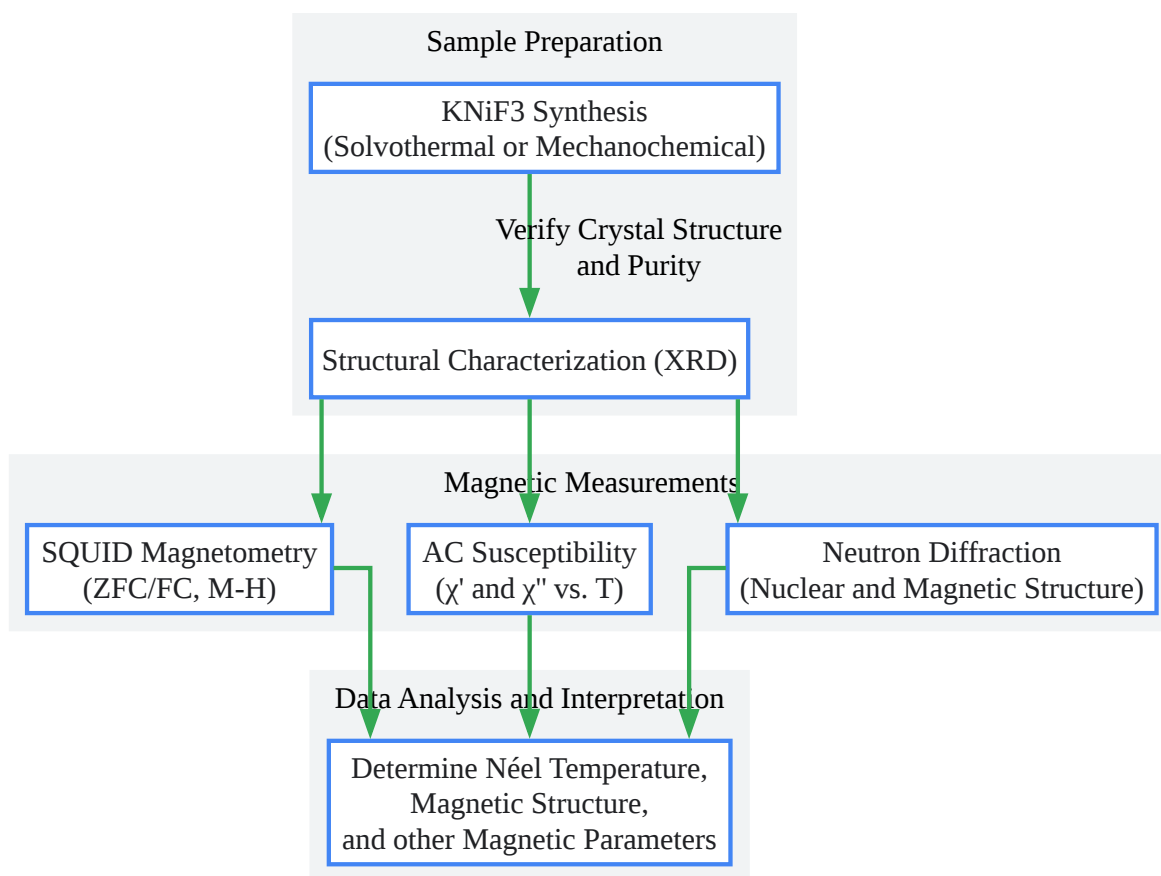 Sample Preparation
KNiF3 Synthesis
(Solvothermal or Mechanochemical)
Verify Crystal Structure
and Purity
Structural Characterization (XRD)
Magnetic Measurements
SQUID Magnetometry
(ZFC/FC, M-H)
AC Susceptibility
(χ' and χ'' vs. T)
Neutron Diffraction
(Nuclear and Magnetic Structure)
Data Analysis and Interpretation
Determine Néel Temperature,
Magnetic Structure,
and other Magnetic Parameters